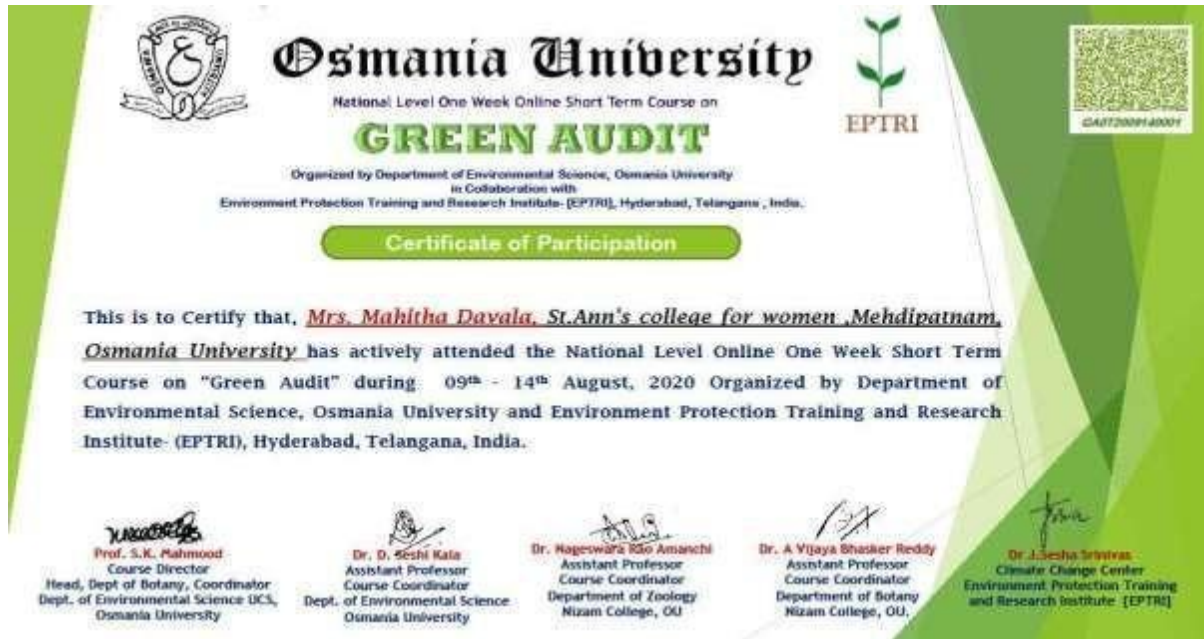 Osmania University
National Level One Week Online Short Term Course on
GREEN AUDIT
EPTRI
Organized by Department of Environmental Science, Osmania University
in Collaboration with
Environment Protection Training and Research Institute- [EPTRI], Hyderabad, Telangana , India.
Certificate of Participation
This is to Certify that, Mrs. Mahitha Davala, St.Ann's college for women ,Mehdipatnam,
Osmania University has actively attended the National Level Online One Week Short Term
Course on "Green Audit" during 09th - 14th August, 2020 Organized by Department of
Environmental Science, Osmania University and Environment Protection Training and Research
Institute- (EPTRI), Hyderabad, Telangana, India.
Prof. S.K. Mahmood
Course Director
Head, Dept of Botany, Coordinator
Dept. of Environmental Science UCS,
Osmania University
Dr. D. Seshi Kala
Assistant Professor
Course Coordinator
Dept. of Environmental Science
Osmania University
Dr. Nageswara Rao Amanchi
Assistant Professor
Course Coordinator
Department of Zoology
Nizam College, OU
Dr. A Vijaya Bhasker Reddy
Assistant Professor
Course Coordinator
Department of Botany
Nizam College, OU.
Dr J.Sesha Srinivas
Climate Change Center
Environment Protection Training
and Research Institute [EPTRI]